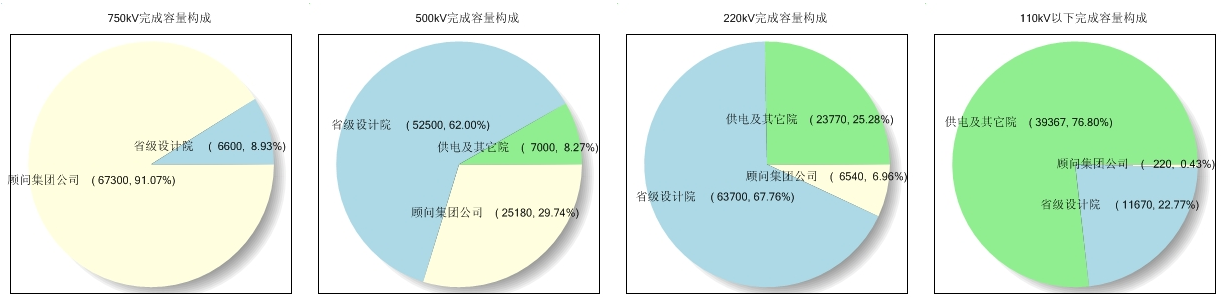 750kV完成容量构成
省级设计院 ( 6600, 8.93%)
顾问集团公司 ( 67300, 91.07%)
500kV完成容量构成
省级设计院 ( 52500, 62.00%)
供电及其它院 ( 7000, 8.27%)
顾问集团公司 ( 25180, 29.74%)
220kV完成容量构成
供电及其它院 ( 23770, 25.28%)
顾问集团公司 ( 6540, 6.96%)
省级设计院 ( 63700, 67.76%)
110kV以下完成容量构成
供电及其它院 ( 39367, 76.80%)
顾问集团公司 ( 220, 0.43%)
省级设计院 ( 11670, 22.77%)